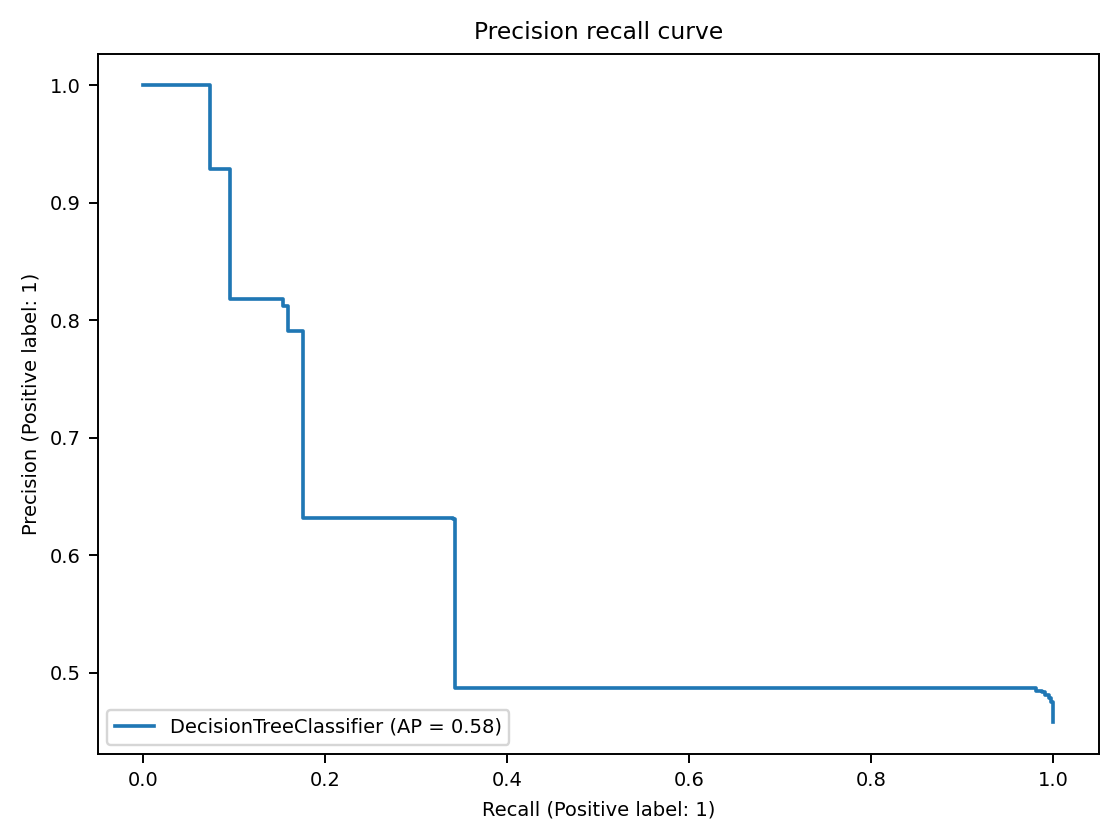 Precision recall curve
1.0
0.9
0.8
0.7
0.6
0.5
Precision (Positive label: 1)
DecisionTreeClassifier (AP = 0.58)
0.0 0.2 0.4 0.6 0.8 1.0
Recall (Positive label: 1)